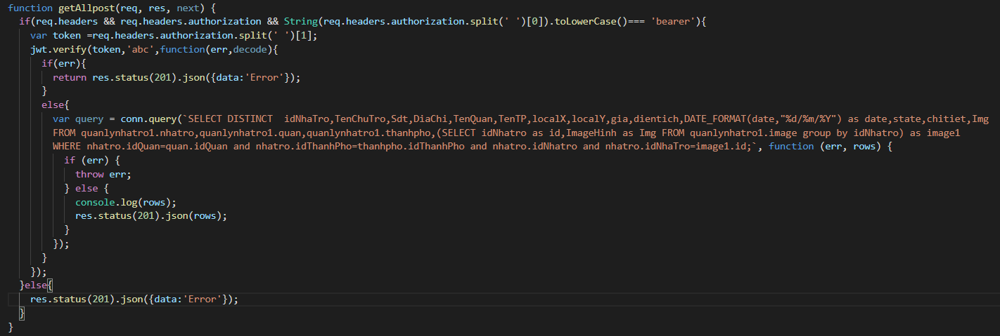 function getAllpost(req, res, next) {
if(req.headers && req.headers.authorization && String(req.headers.authorization.split(' ')[0]).toLowerCase()=== 'bearer'){
var token =req.headers.authorization.split(' ')[1];
jwt.verify(token,'abc',function(err,decode){
if(err){
return res.status(201).json({data:'Error'});
}
else{
var query = conn.query(`SELECT DISTINCT  idNhaTro,TenChuTro,Sdt,DiaChi,TenQuan,TenTP,localX,localY,gia,dientich,DATE_FORMAT(date,"%d/%m/%Y") as date,state,chitiet,Img
FROM quanlynhatro1.nhatro,quanlynhatro1.quan,quanlynhatro1.thanhpho,(SELECT idNhatro as id,ImageHinh as Img FROM quanlynhatro1.image group by idNhatro) as image1
WHERE nhatro.idQuan=quan.idQuan and nhatro.idThanhPho=thanhpho.idThanhPho and nhatro.idNhatro and nhatro.idNhaTro=image1.id;`, function (err, rows) {
if (err) {
throw err;
} else {
console.log(rows);
res.status(201).json(rows);
}
});
}
});
}else{
res.status(201).json({data:'Error'});
}
}